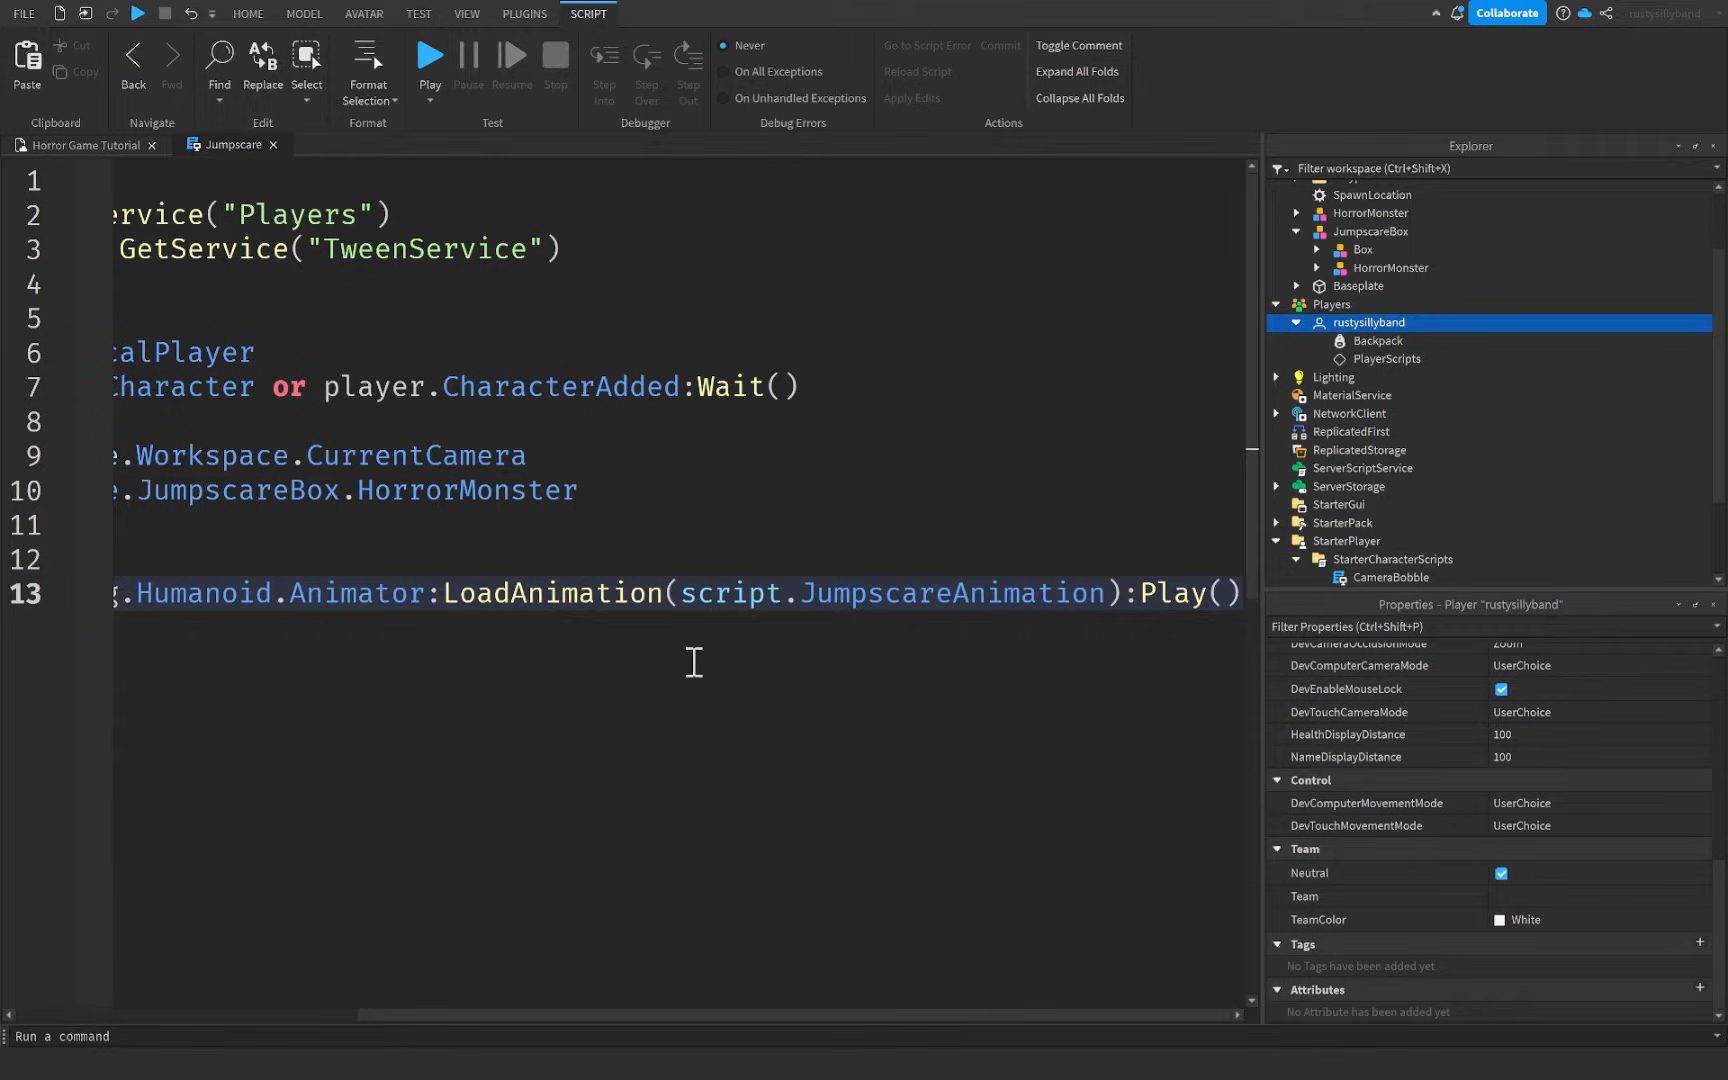 FILE HOME MODEL AVATAR TEST VIEW PLUGINS SCRIPT Collaborate rustysillyband
Paste Cut Copy
Clipboard
Back Fwd
Navigate
Find Replace Select
Edit
Format Selection
Format
Play Pause Resume Stop
Test
Step Into Step Over Step Out
Debugger
Never
On All Exceptions
On Unhandled Exceptions
Debug Errors
Go to Script Error Commit
Reload Script
Apply Edits
Toggle Comment
Expand All Folds
Collapse All Folds
Actions
Horror Game Tutorial Jumpscare
1
2 ervice("Players")
3 GetService("TweenService")
4
5
6 calPlayer
7 Character or player.CharacterAdded:Wait()
8
9 e.Workspace.CurrentCamera
10 e.JumpscareBox.HorrorMonster
11
12
13 g.Humanoid.Animator:LoadAnimation(script.JumpscareAnimation):Play()
Explorer
Filter workspace (Ctrl+Shift+X)
SpawnLocation
HorrorMonster
JumpscareBox
Box
HorrorMonster
Baseplate
Players
rustysillyband
Backpack
PlayerScripts
Lighting
MaterialService
NetworkClient
ReplicatedFirst
ReplicatedStorage
ServerScriptService
ServerStorage
StarterGui
StarterPack
StarterPlayer
StarterCharacterScripts
CameraBobble
Properties - Player "rustysillyband"
Filter Properties (Ctrl+Shift+P)
DevCameraOcclusionMode Zoom
DevComputerCameraMode UserChoice
DevEnableMouseLock
DevTouchCameraMode UserChoice
HealthDisplayDistance 100
NameDisplayDistance 100
Control
DevComputerMovementMode UserChoice
DevTouchMovementMode UserChoice
Team
Neutral
Team
TeamColor White
Tags +
No Tags have been added yet
Attributes +
No Attribute has been added yet
Run a command